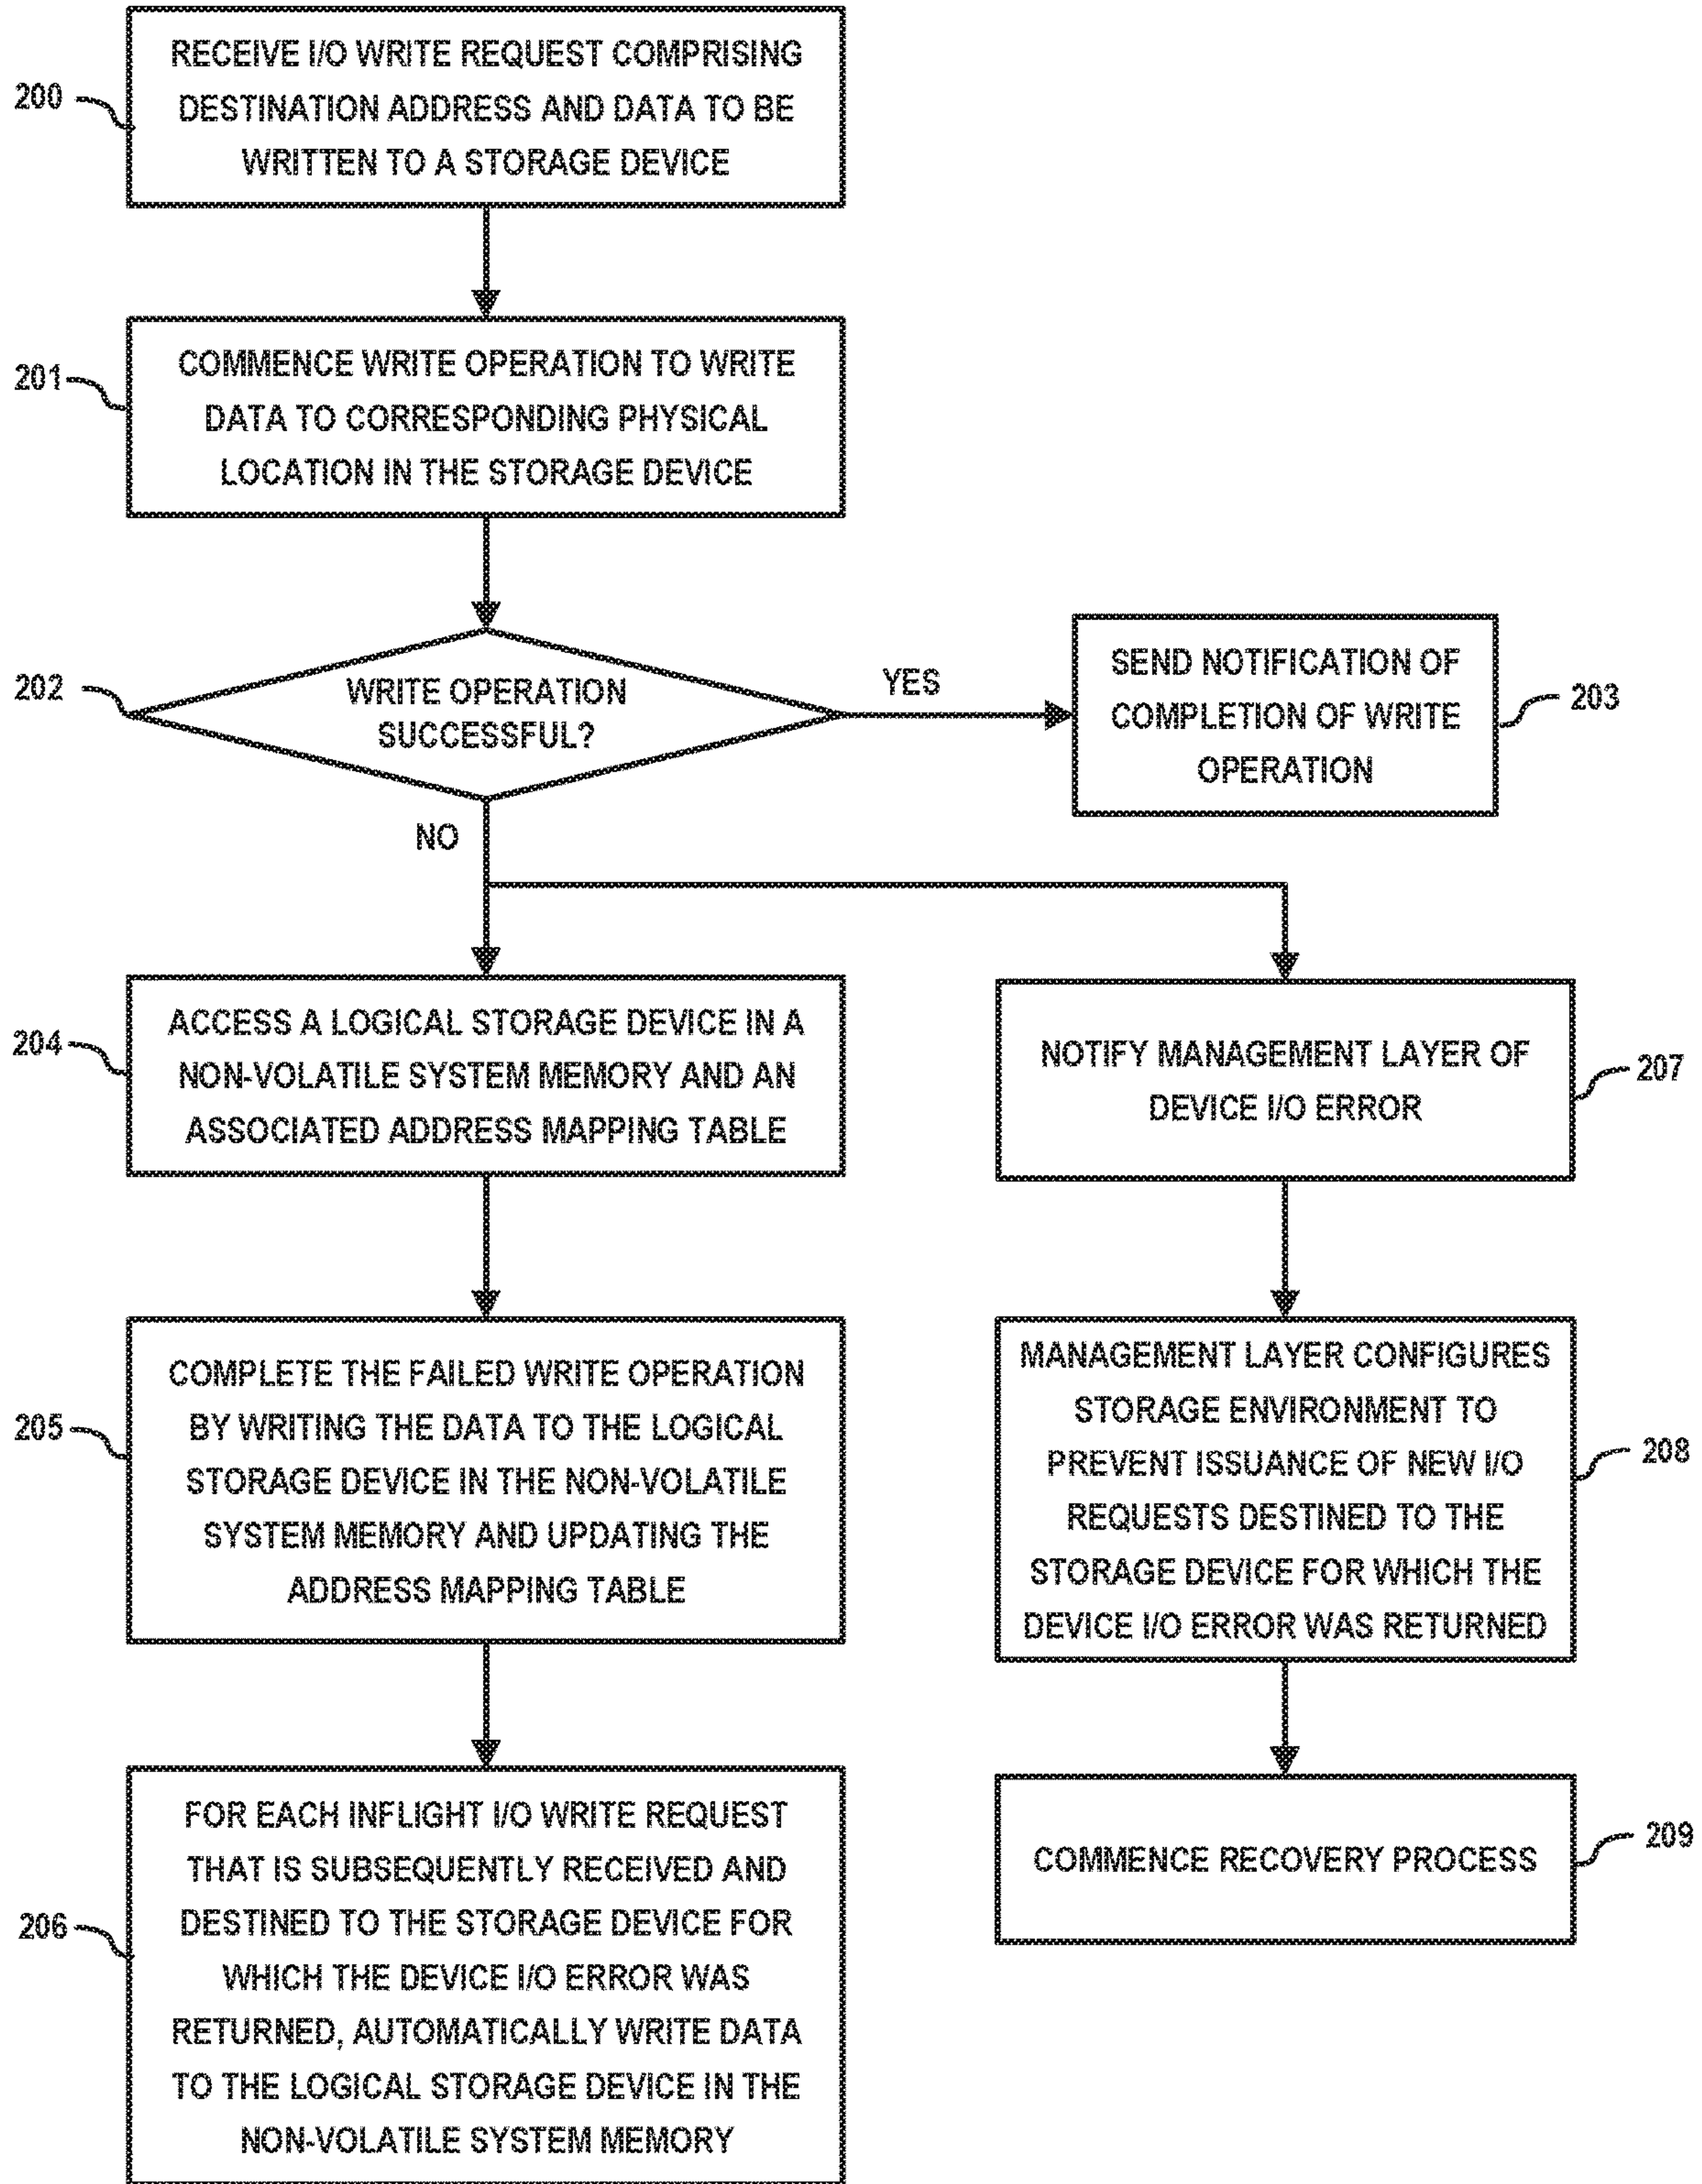 200
RECEIVE I/O WRITE REQUEST COMPRISING
DESTINATION ADDRESS AND DATA TO BE
WRITTEN TO A STORAGE DEVICE
201
COMMENCE WRITE OPERATION TO WRITE
DATA TO CORRESPONDING PHYSICAL
LOCATION IN THE STORAGE DEVICE
202
WRITE OPERATION
SUCCESSFUL?
YES
SEND NOTIFICATION OF
COMPLETION OF WRITE
OPERATION
203
NO
204
ACCESS A LOGICAL STORAGE DEVICE IN A
NON-VOLATILE SYSTEM MEMORY AND AN
ASSOCIATED ADDRESS MAPPING TABLE
NOTIFY MANAGEMENT LAYER OF
DEVICE I/O ERROR
207
205
COMPLETE THE FAILED WRITE OPERATION
BY WRITING THE DATA TO THE LOGICAL
STORAGE DEVICE IN THE NON-VOLATILE
SYSTEM MEMORY AND UPDATING THE
ADDRESS MAPPING TABLE
MANAGEMENT LAYER CONFIGURES
STORAGE ENVIRONMENT TO
PREVENT ISSUANCE OF NEW I/O
REQUESTS DESTINED TO THE
STORAGE DEVICE FOR WHICH THE
DEVICE I/O ERROR WAS RETURNED
208
206
FOR EACH INFLIGHT I/O WRITE REQUEST
THAT IS SUBSEQUENTLY RECEIVED AND
DESTINED TO THE STORAGE DEVICE FOR
WHICH THE DEVICE I/O ERROR WAS
RETURNED, AUTOMATICALLY WRITE DATA
TO THE LOGICAL STORAGE DEVICE IN THE
NON-VOLATILE SYSTEM MEMORY
COMMENCE RECOVERY PROCESS
209